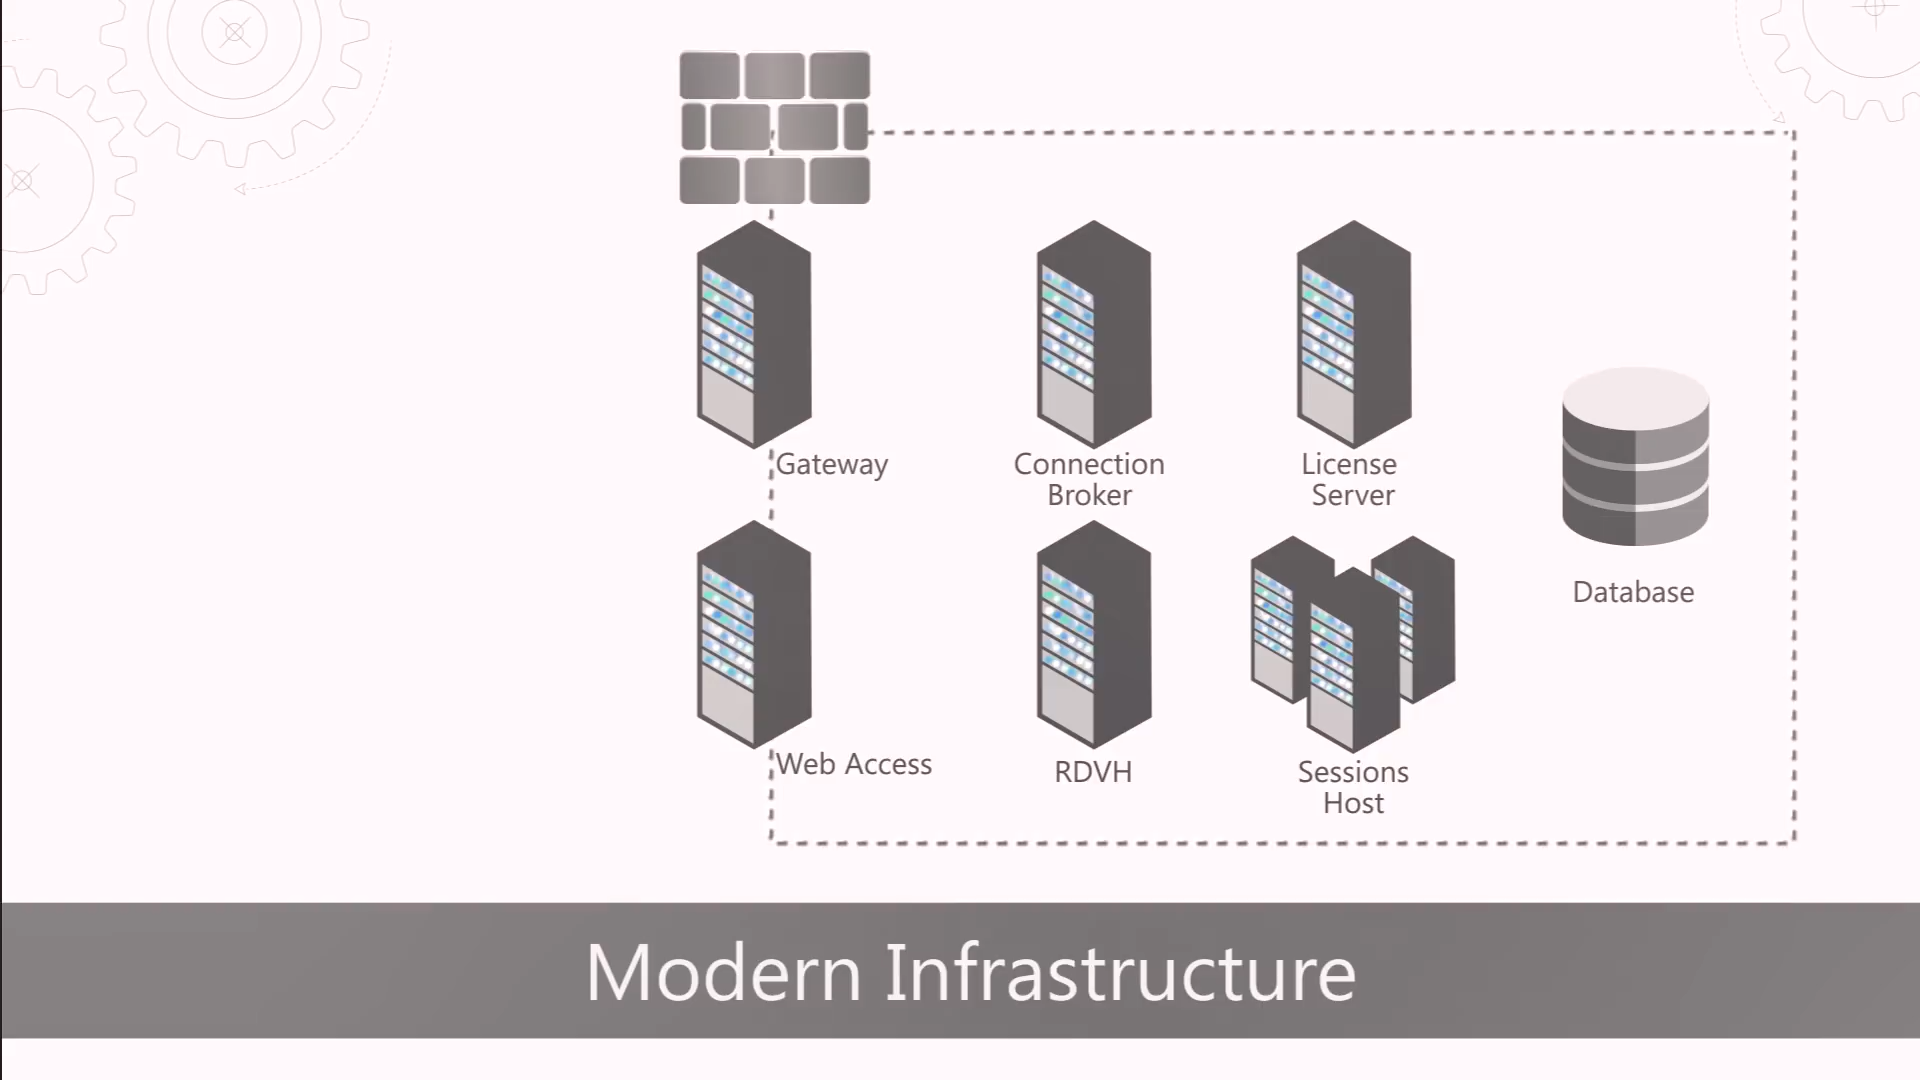 Gateway
Connection
Broker
License
Server
Database
Web Access
RDVH
Sessions
Host
Modern Infrastructure